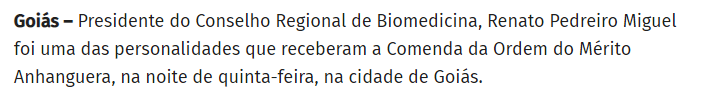 Goiás – Presidente do Conselho Regional de Biomedicina, Renato Pedreiro Miguel
foi uma das personalidades que receberam a Comenda da Ordem do Mérito
Anhanguera, na noite de quinta-feira, na cidade de Goiás.